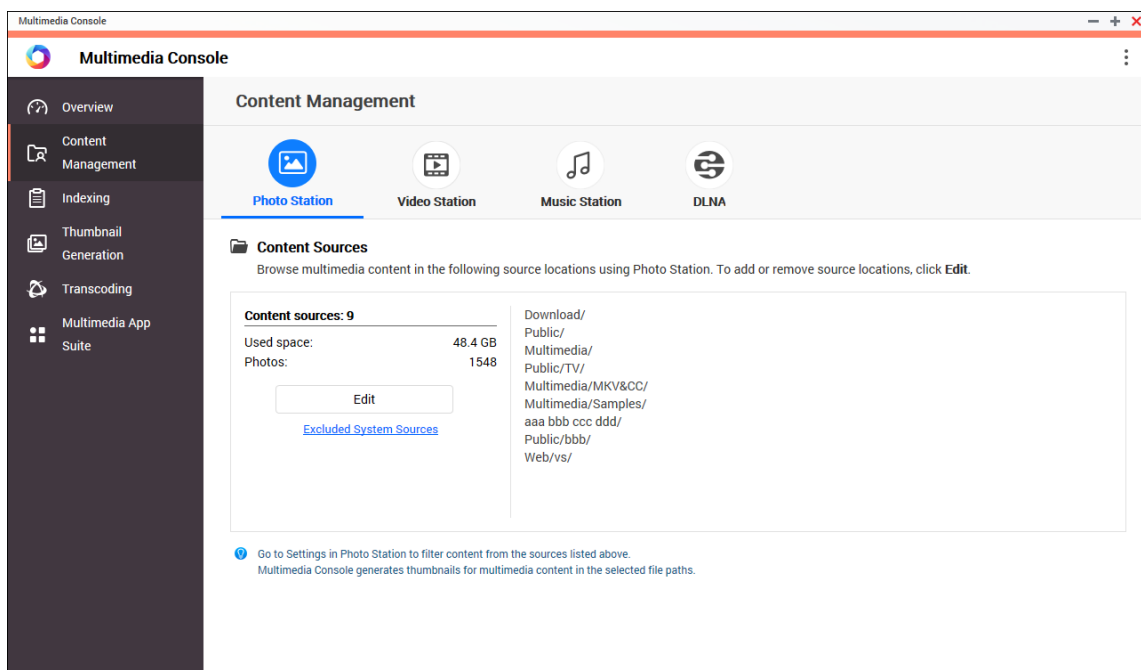 Multimedia Console
Multimedia Console
Overview
Content
Management
Indexing
Thumbnail
Generation
Transcoding
Multimedia App
Suite
Content Management
Photo Station
Video Station
Music Station
DLNA
Content Sources
Browse multimedia content in the following source locations using Photo Station. To add or remove source locations, click Edit.
Content sources: 9
Used space: 48.4 GB
Photos: 1548
Edit
Excluded System Sources
Download/
Public/
Multimedia/
Public/TV/
Multimedia/MKV&CC/
Multimedia/Samples/
aaa bbb ccc ddd/
Public/bbb/
Web/vs/
Go to Settings in Photo Station to filter content from the sources listed above.
Multimedia Console generates thumbnails for multimedia content in the selected file paths.